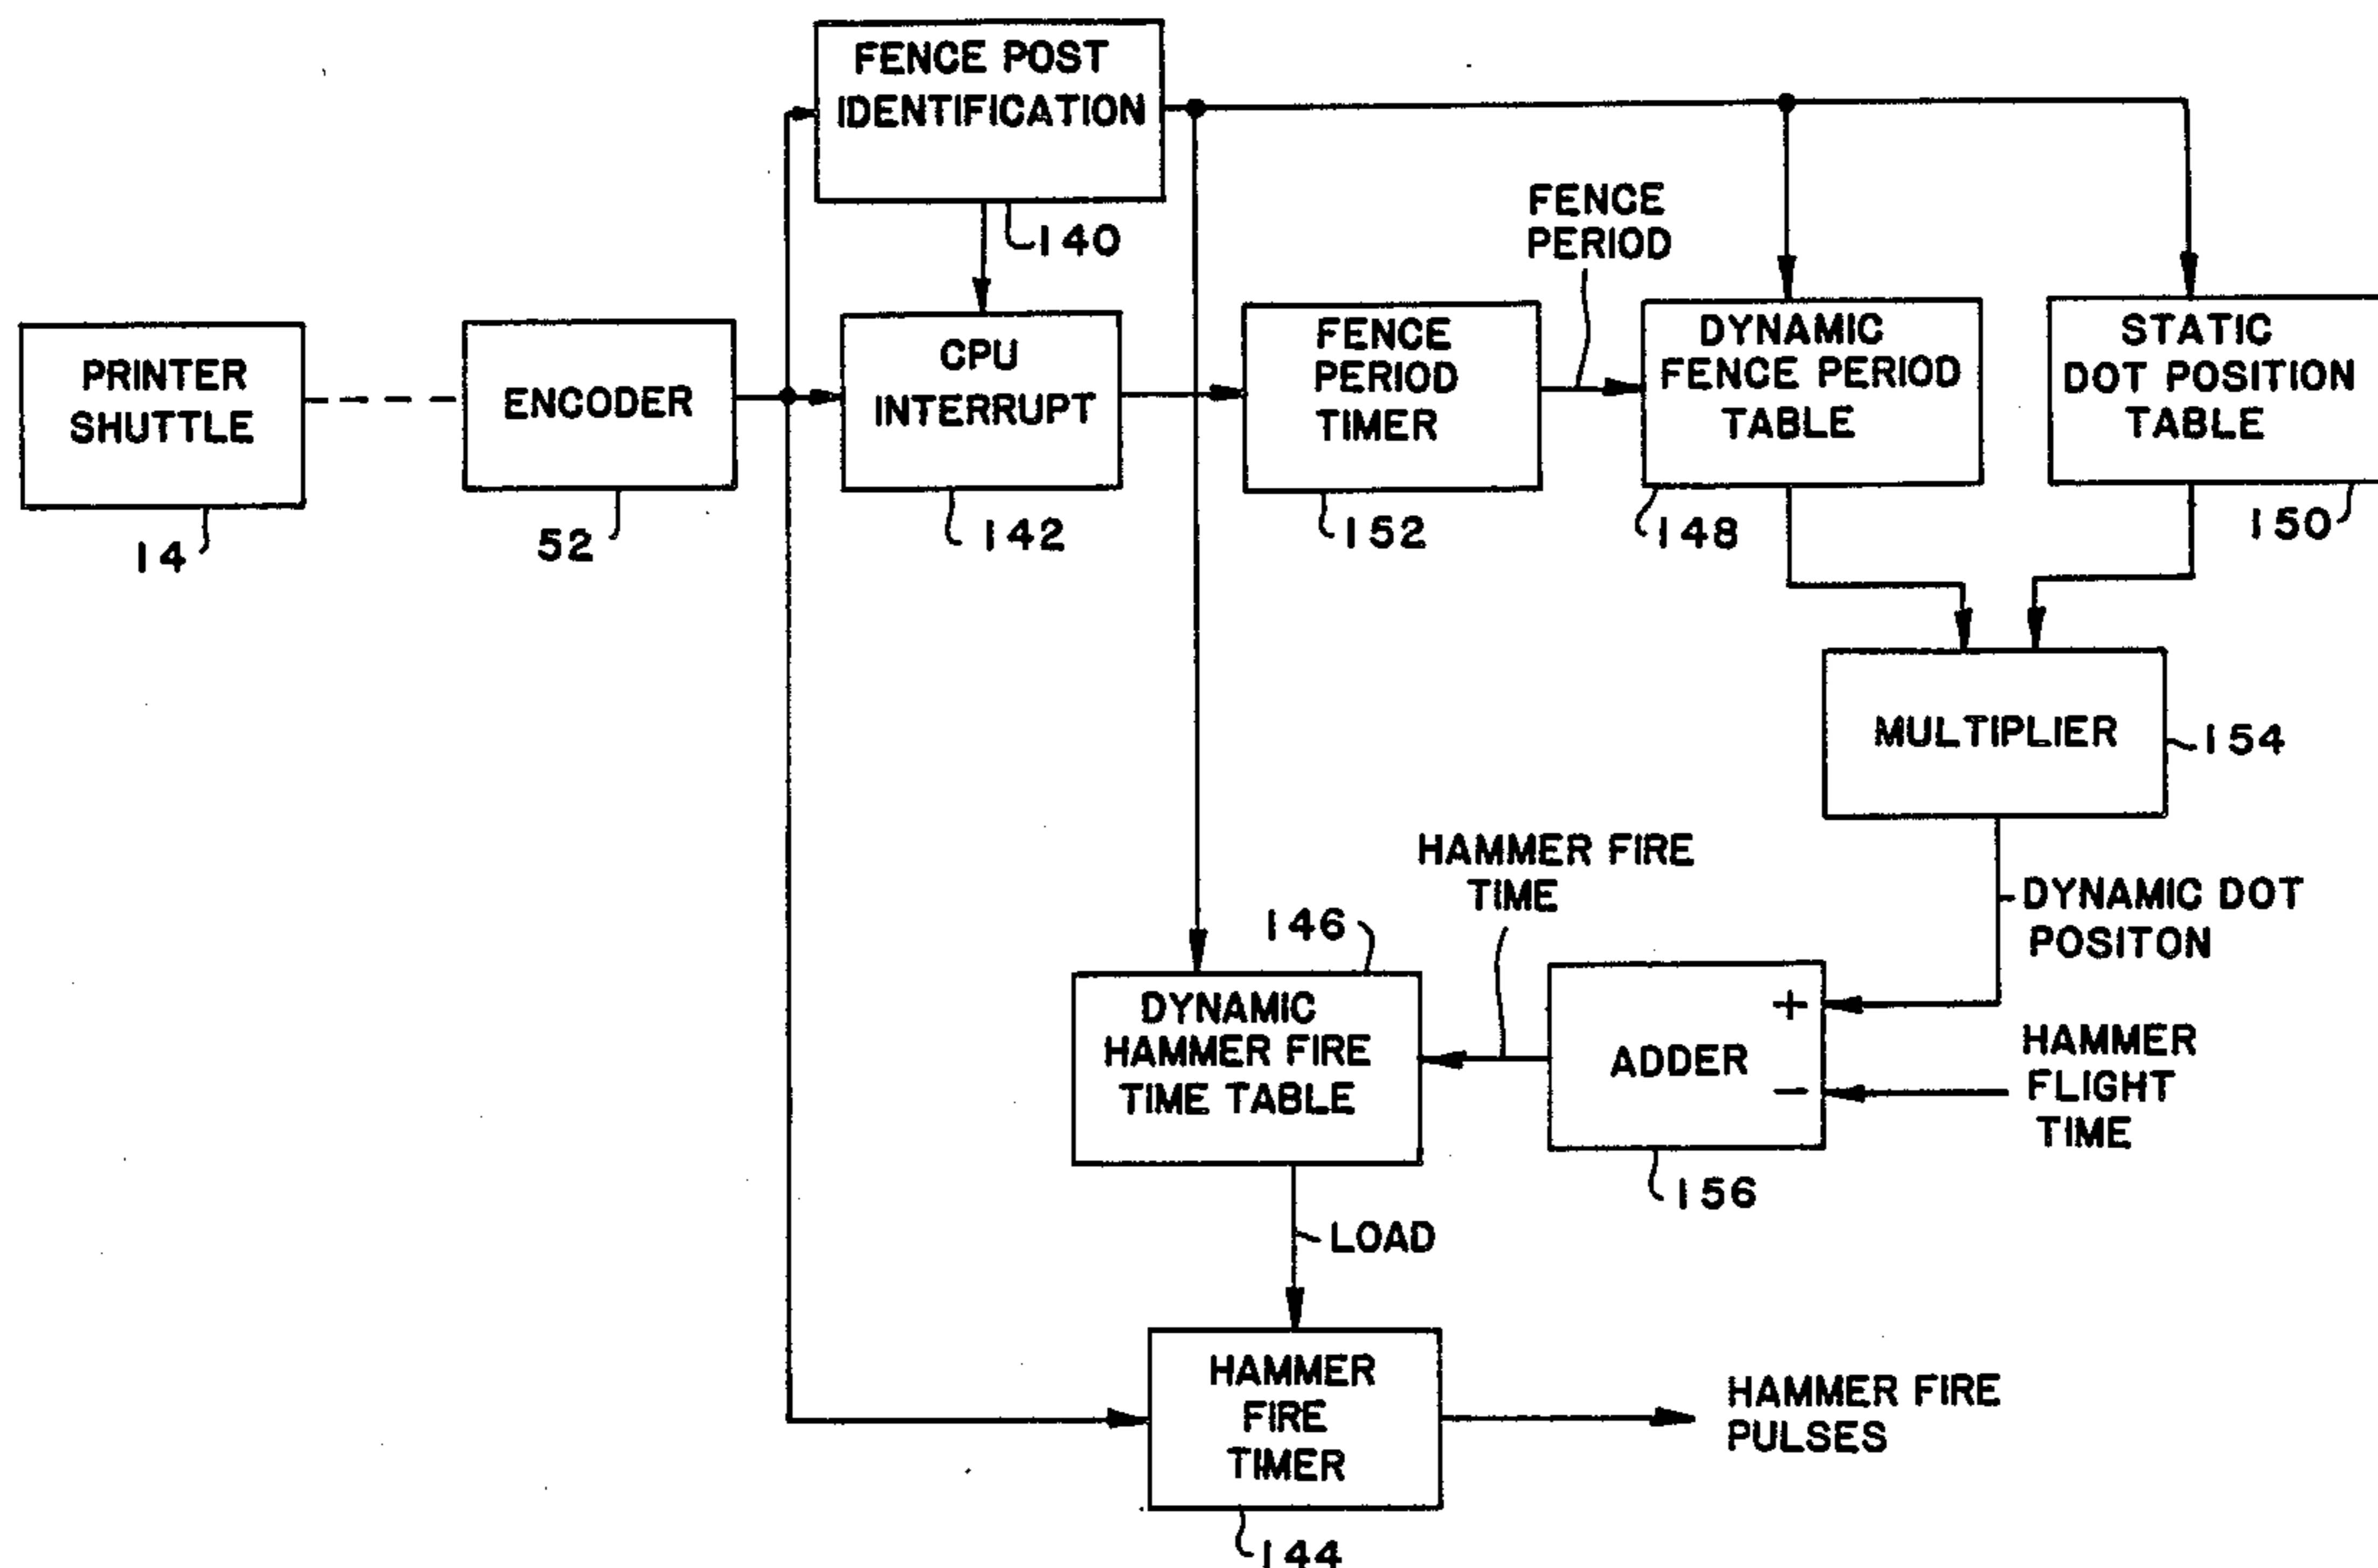 FENCE POST
IDENTIFICATION
140
PRINTER
SHUTTLE
14
ENCODER
52
CPU
INTERRUPT
142
FENCE
PERIOD
TIMER
152
FENCE
PERIOD
DYNAMIC
FENCE PERIOD
TABLE
148
STATIC
DOT POSITION
TABLE
150
MULTIPLIER
154
DYNAMIC DOT
POSITON
HAMMER FIRE
TIME
146
DYNAMIC
HAMMER FIRE
TIME TABLE
+
ADDER
−
156
HAMMER
FLIGHT
TIME
LOAD
HAMMER
FIRE
TIMER
144
HAMMER FIRE
PULSES